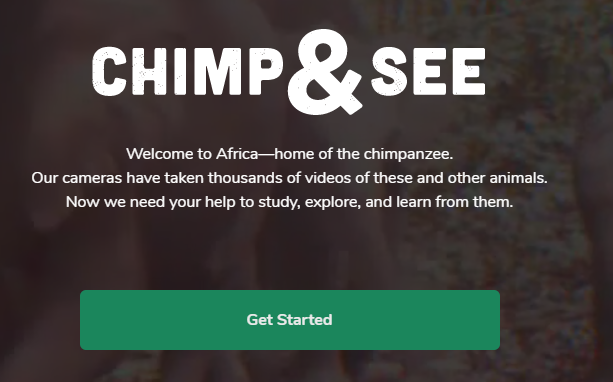 CHIMP&SEE
Welcome to Africa—home of the chimpanzee.
Our cameras have taken thousands of videos of these and other animals.
Now we need your help to study, explore, and learn from them.
Get Started